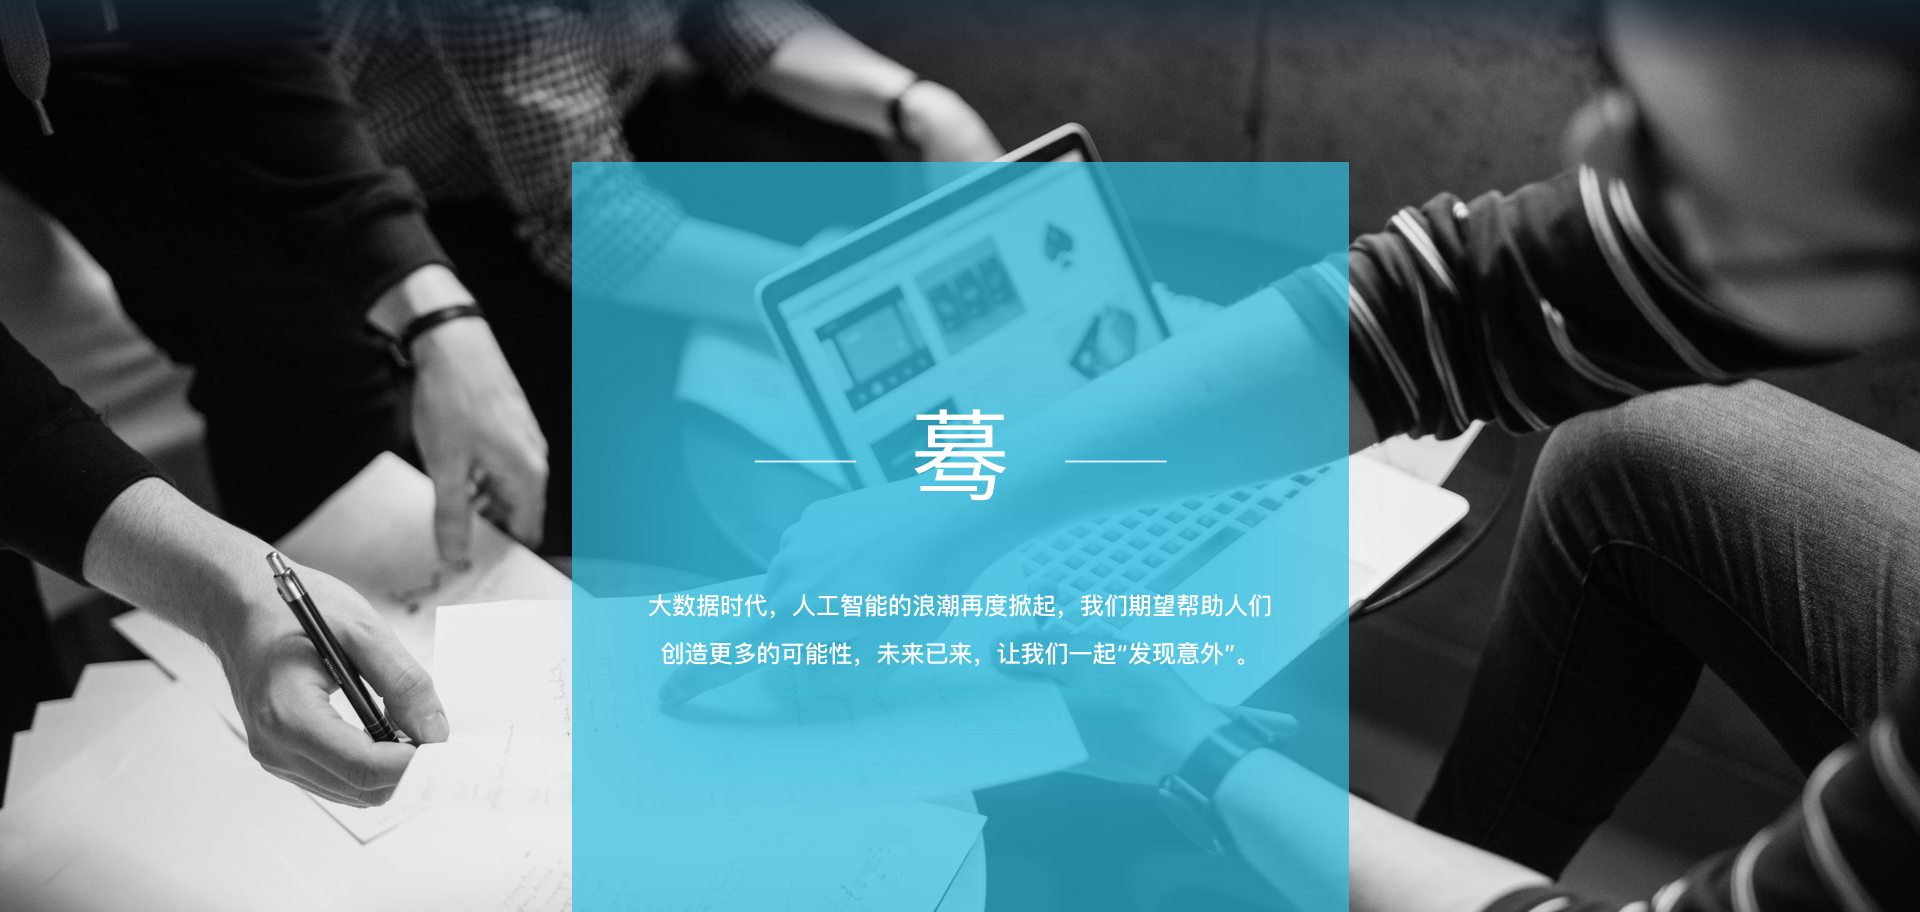 蓦
大数据时代，人工智能的浪潮再度掀起，我们期望帮助人们
创造更多的可能性，未来已来，让我们一起“发现意外”。